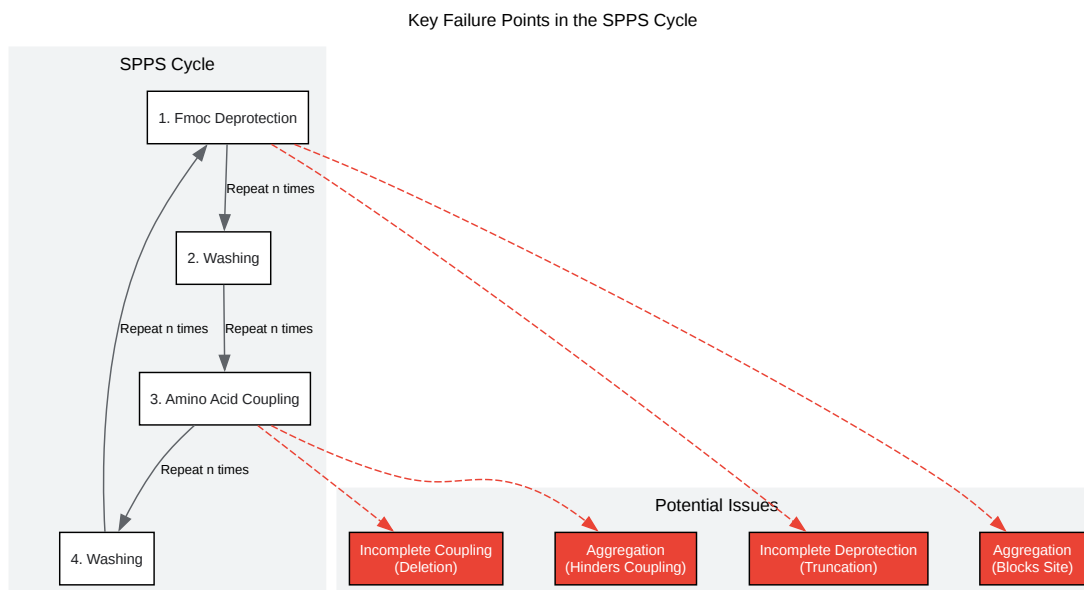 Key Failure Points in the SPPS Cycle
SPPS Cycle
1. Fmoc Deprotection
Repeat n times
2. Washing
Repeat n times
Repeat n times
3. Amino Acid Coupling
Repeat n times
4. Washing
Potential Issues
Incomplete Coupling
(Deletion)
Aggregation
(Hinders Coupling)
Incomplete Deprotection
(Truncation)
Aggregation
(Blocks Site)